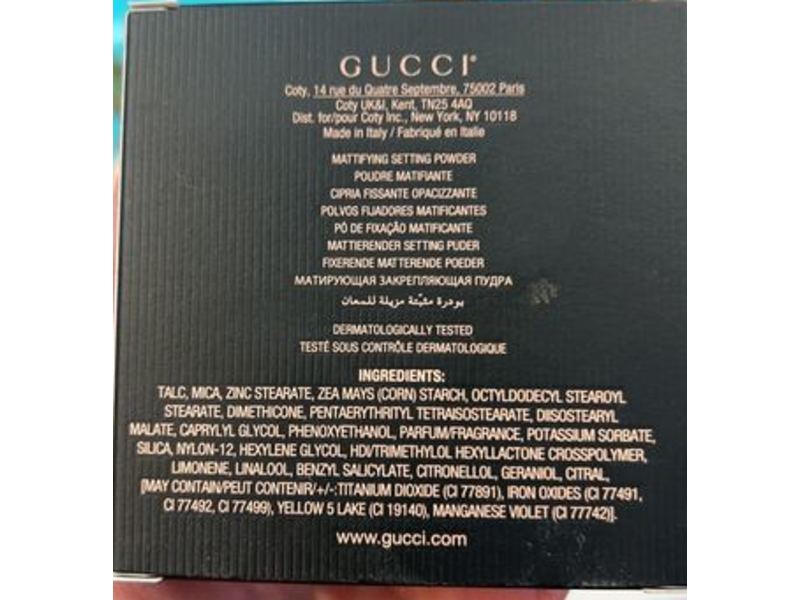 GUCCI®
Coty, 14 rue du Quatre Septembre, 75002 Paris
Coty UK&I, Kent, TN25 4AQ
Dist. for/pour Coty Inc., New York, NY 10118
Made in Italy / Fabriqué en Italie
MATTIFYING SETTING POWDER
POUDRE MATIFIANTE
CIPRIA FISSANTE OPACIZZANTE
POLVOS FIJADORES MATIFICANTES
PÓ DE FIXAÇÃO MATIFICANTE
MATTIERENDER SETTING PUDER
FIXERENDE MATTERENDE POEDER
МАТИРУЮЩАЯ ЗАКРЕПЛЯЮЩАЯ ПУДРА
بودرة مثبّتة مزيلة للمعان
DERMATOLOGICALLY TESTED
TESTÉ SOUS CONTRÔLE DERMATOLOGIQUE
INGREDIENTS:
TALC, MICA, ZINC STEARATE, ZEA MAYS (CORN) STARCH, OCTYLDODECYL STEAROYL
STEARATE, DIMETHICONE, PENTAERYTHRITYL TETRAISOSTEARATE, DIISOSTEARYL
MALATE, CAPRYLYL GLYCOL, PHENOXYETHANOL, PARFUM/FRAGRANCE, POTASSIUM SORBATE,
SILICA, NYLON-12, HEXYLENE GLYCOL, HDI/TRIMETHYLOL HEXYLLACTONE CROSSPOLYMER,
LIMONENE, LINALOOL, BENZYL SALICYLATE, CITRONELLOL, GERANIOL, CITRAL,
[MAY CONTAIN/PEUT CONTENIR/+/-:TITANIUM DIOXIDE (CI 77891), IRON OXIDES (CI 77491,
CI 77492, CI 77499), YELLOW 5 LAKE (CI 19140), MANGANESE VIOLET (CI 77742)].
www.gucci.com